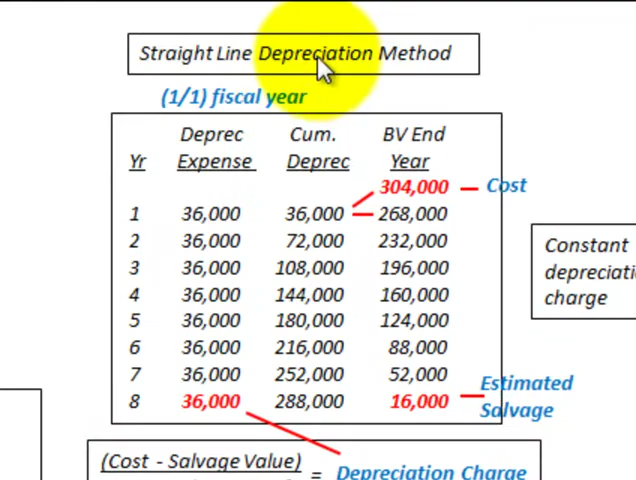 Straight Line Depreciation Method
(1/1) fiscal year
Deprec Cum. BV End
Yr Expense Deprec Year
304,000 Cost
1 36,000 36,000 268,000
2 36,000 72,000 232,000
3 36,000 108,000 196,000
4 36,000 144,000 160,000
5 36,000 180,000 124,000
6 36,000 216,000 88,000
7 36,000 252,000 52,000
8 36,000 288,000 16,000
Estimated
Salvage
Constant
charge
(Cost - Salvage Value)
= Depreciation Charge